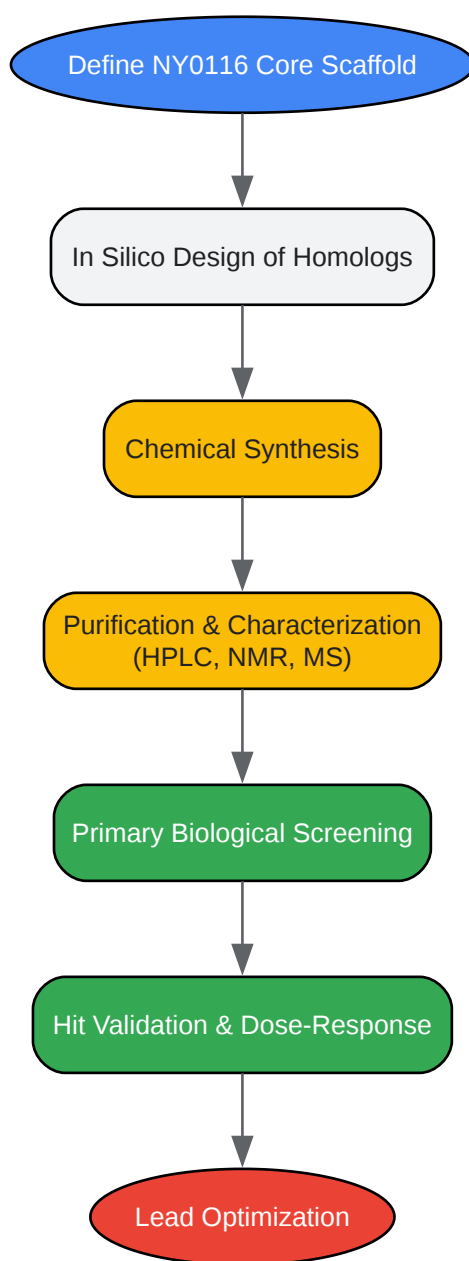 Define NY0116 Core Scaffold
In Silico Design of Homologs
Chemical Synthesis
Purification & Characterization
(HPLC, NMR, MS)
Primary Biological Screening
Hit Validation & Dose-Response
Lead Optimization